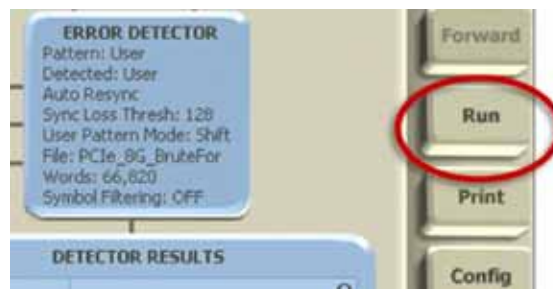 ERROR DETECTOR
Pattern: User
Detected: User
Auto Resync
Sync Loss Thresh: 128
User Pattern Mode: Shift
File: PCIe_8G_BruteFor
Words: 66,820
Symbol Filtering: OFF
DETECTOR RESULTS
Forward
Run
Print
Config